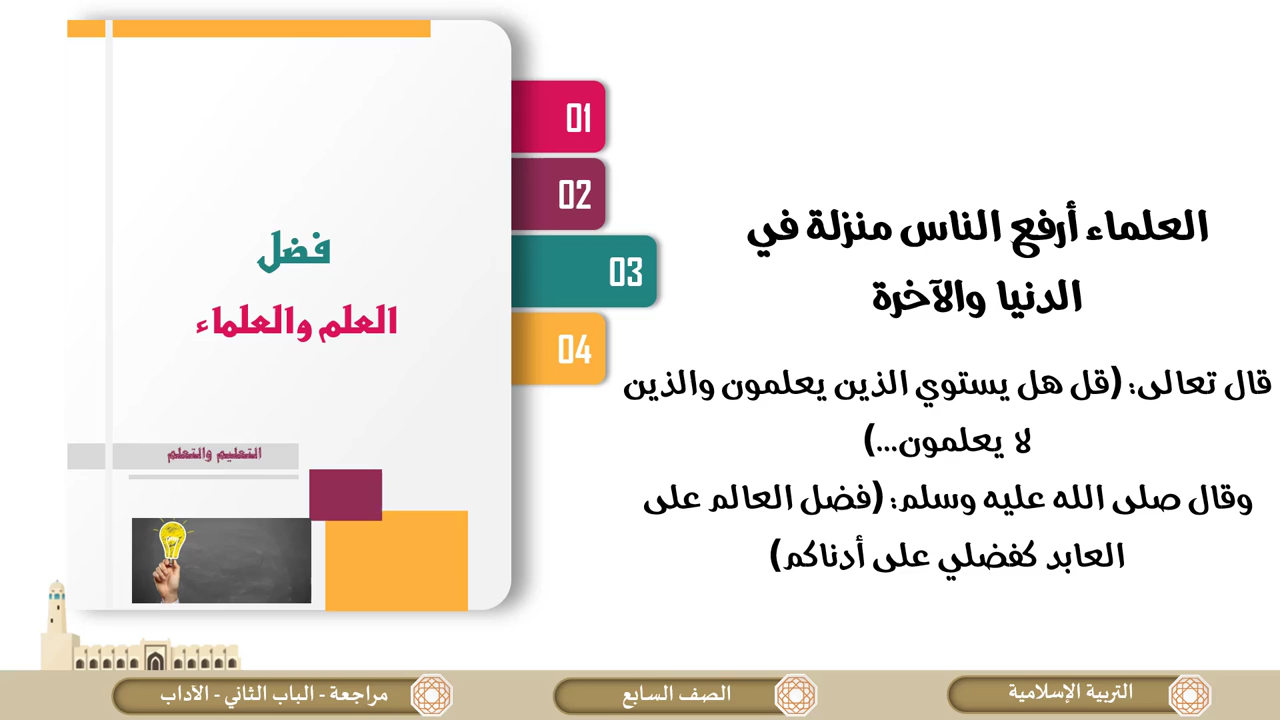 01
02
03
04
العلماء أرفع الناس منزلة في
الدنيا والآخرة
قال تعالى: (قل هل يستوي الذين يعلمون والذين
لا يعلمون...)
وقال صلى الله عليه وسلم: (فضل العالم على
العابد كفضلي على أدناكم)
فضل
العلم والعلماء
التعليم والتعلم
التربية الإسلامية
الصف السابع
مراجعة - الباب الثاني - الآداب